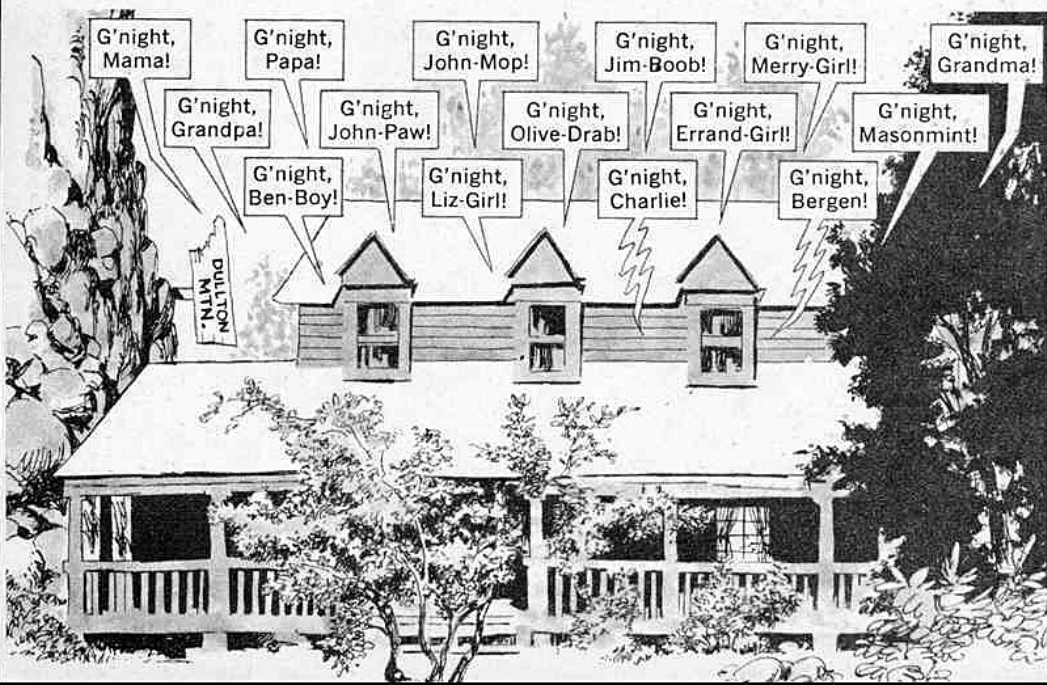 G'night,
Mama!
G'night,
Papa!
G'night,
John-Mop!
G'night,
Jim-Boob!
G'night,
Merry-Girl!
G'night,
Grandma!
G'night,
Grandpa!
G'night,
John-Paw!
G'night,
Olive-Drab!
G'night,
Errand-Girl!
G'night,
Masonmint!
G'night,
Ben-Boy!
G'night,
Liz-Girl!
G'night,
Charlie!
G'night,
Bergen!
DULLTON
MTN.